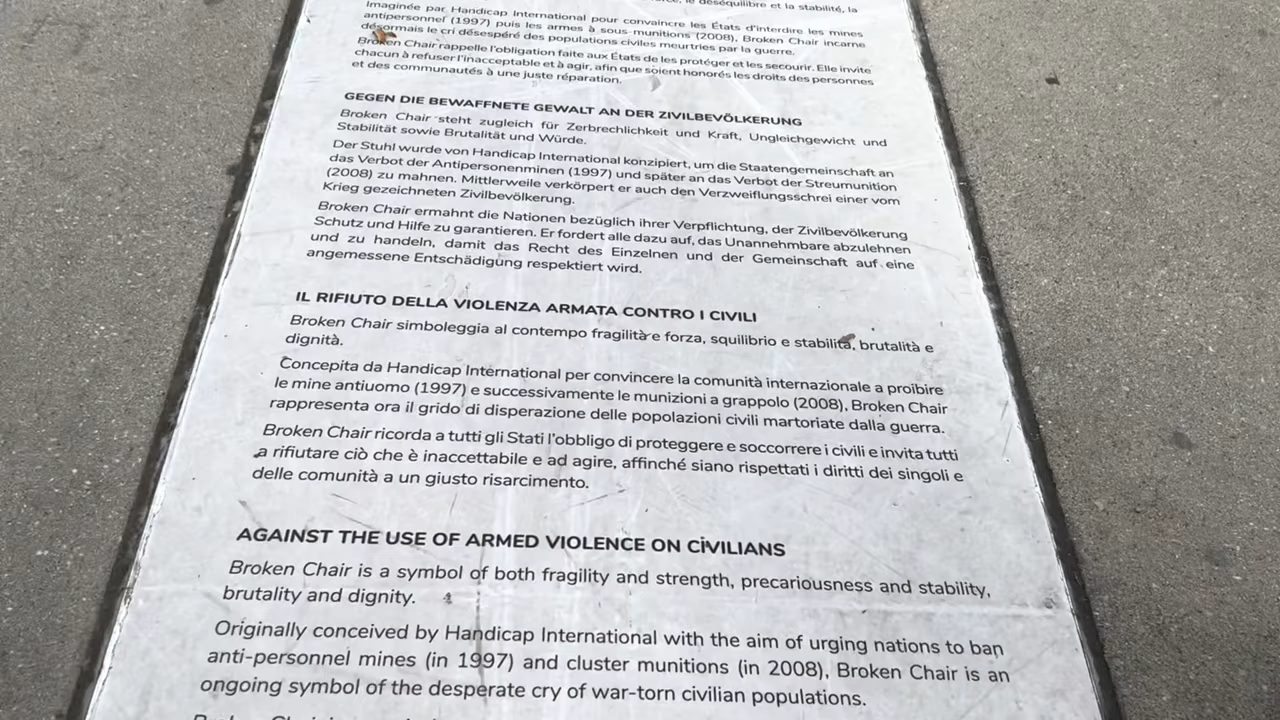 le déséquilibre et la stabilité, la
Imaginée par Handicap International pour convaincre les États d'interdire les mines
antipersonnel (1997) puis les armes à sous-munitions (2008), Broken Chair incarne
désormais le cri désespéré des populations civiles meurtries par la guerre.
Broken Chair rappelle l'obligation faite aux États de les protéger et les secourir. Elle invite
chacun à refuser l'inacceptable et à agir, afin que soient honorés les droits des personnes
et des communautés à une juste réparation.
GEGEN DIE BEWAFFNETE GEWALT AN DER ZIVILBEVÖLKERUNG
Broken Chair steht zugleich für Zerbrechlichkeit und Kraft, Ungleichgewicht und
Stabilität sowie Brutalität und Würde.
Der Stuhl wurde von Handicap International konzipiert, um die Staatengemeinschaft an
das Verbot der Antipersonenminen (1997) und später an das Verbot der Streumunition
(2008) zu mahnen. Mittlerweile verkörpert er auch den Verzweiflungsschrei einer vom
Krieg gezeichneten Zivilbevölkerung.
Broken Chair ermahnt die Nationen bezüglich ihrer Verpflichtung, der Zivilbevölkerung
Schutz und Hilfe zu garantieren. Er fordert alle dazu auf, das Unannehmbare abzulehnen
und zu handeln, damit das Recht des Einzelnen und der Gemeinschaft auf eine
angemessene Entschädigung respektiert wird.
IL RIFIUTO DELLA VIOLENZA ARMATA CONTRO I CIVILI
Broken Chair simboleggia al contempo fragilità e forza, squilibrio e stabilità, brutalità e
dignità.
Concepita da Handicap International per convincere la comunità internazionale a proibire
le mine antiuomo (1997) e successivamente le munizioni a grappolo (2008), Broken Chair
rappresenta ora il grido di disperazione delle popolazioni civili martoriate dalla guerra.
Broken Chair ricorda a tutti gli Stati l'obbligo di proteggere e soccorrere i civili e invita tutti
a rifiutare ciò che è inaccettabile e ad agire, affinché siano rispettati i diritti dei singoli e
delle comunità a un giusto risarcimento.
AGAINST THE USE OF ARMED VIOLENCE ON CIVILIANS
Broken Chair is a symbol of both fragility and strength, precariousness and stability,
brutality and dignity.
Originally conceived by Handicap International with the aim of urging nations to ban
anti-personnel mines (in 1997) and cluster munitions (in 2008), Broken Chair is an
ongoing symbol of the desperate cry of war-torn civilian populations.